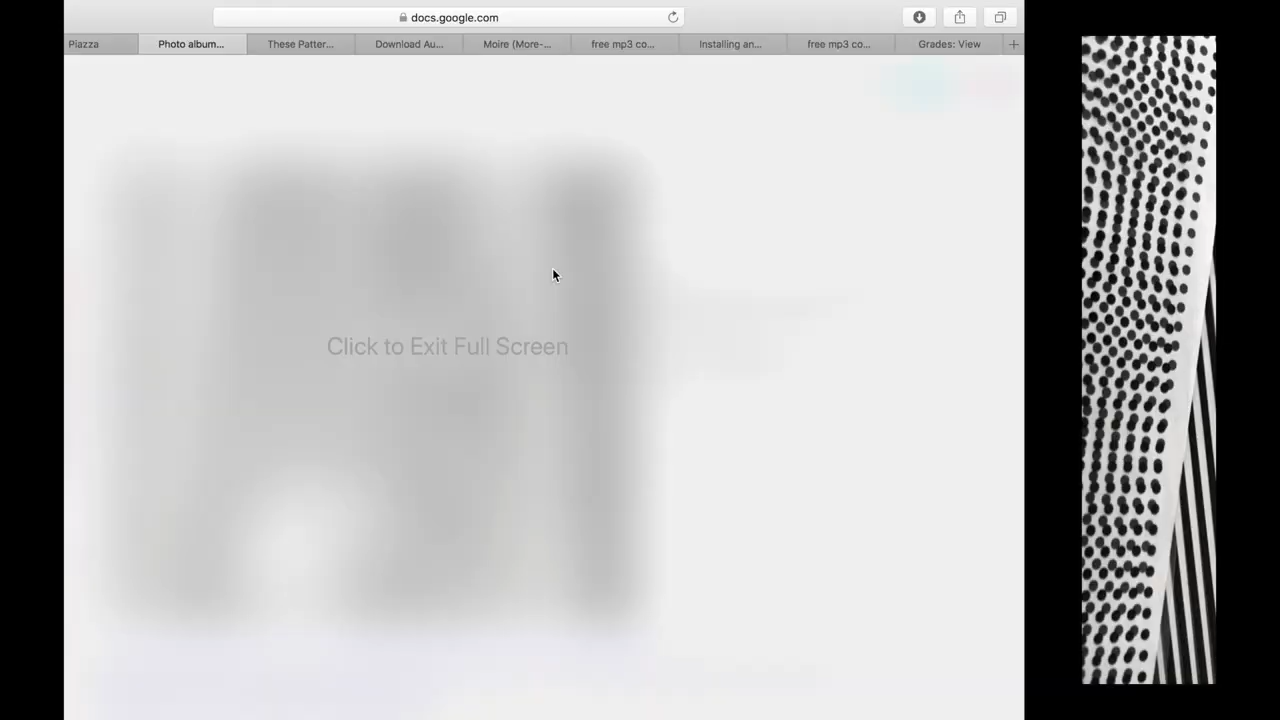 docs.google.com
Piazza
Photo album...
These Patter...
Download Au...
Moire (More-...
free mp3 co...
Installing an...
free mp3 co...
Grades: View
Click to Exit Full Screen